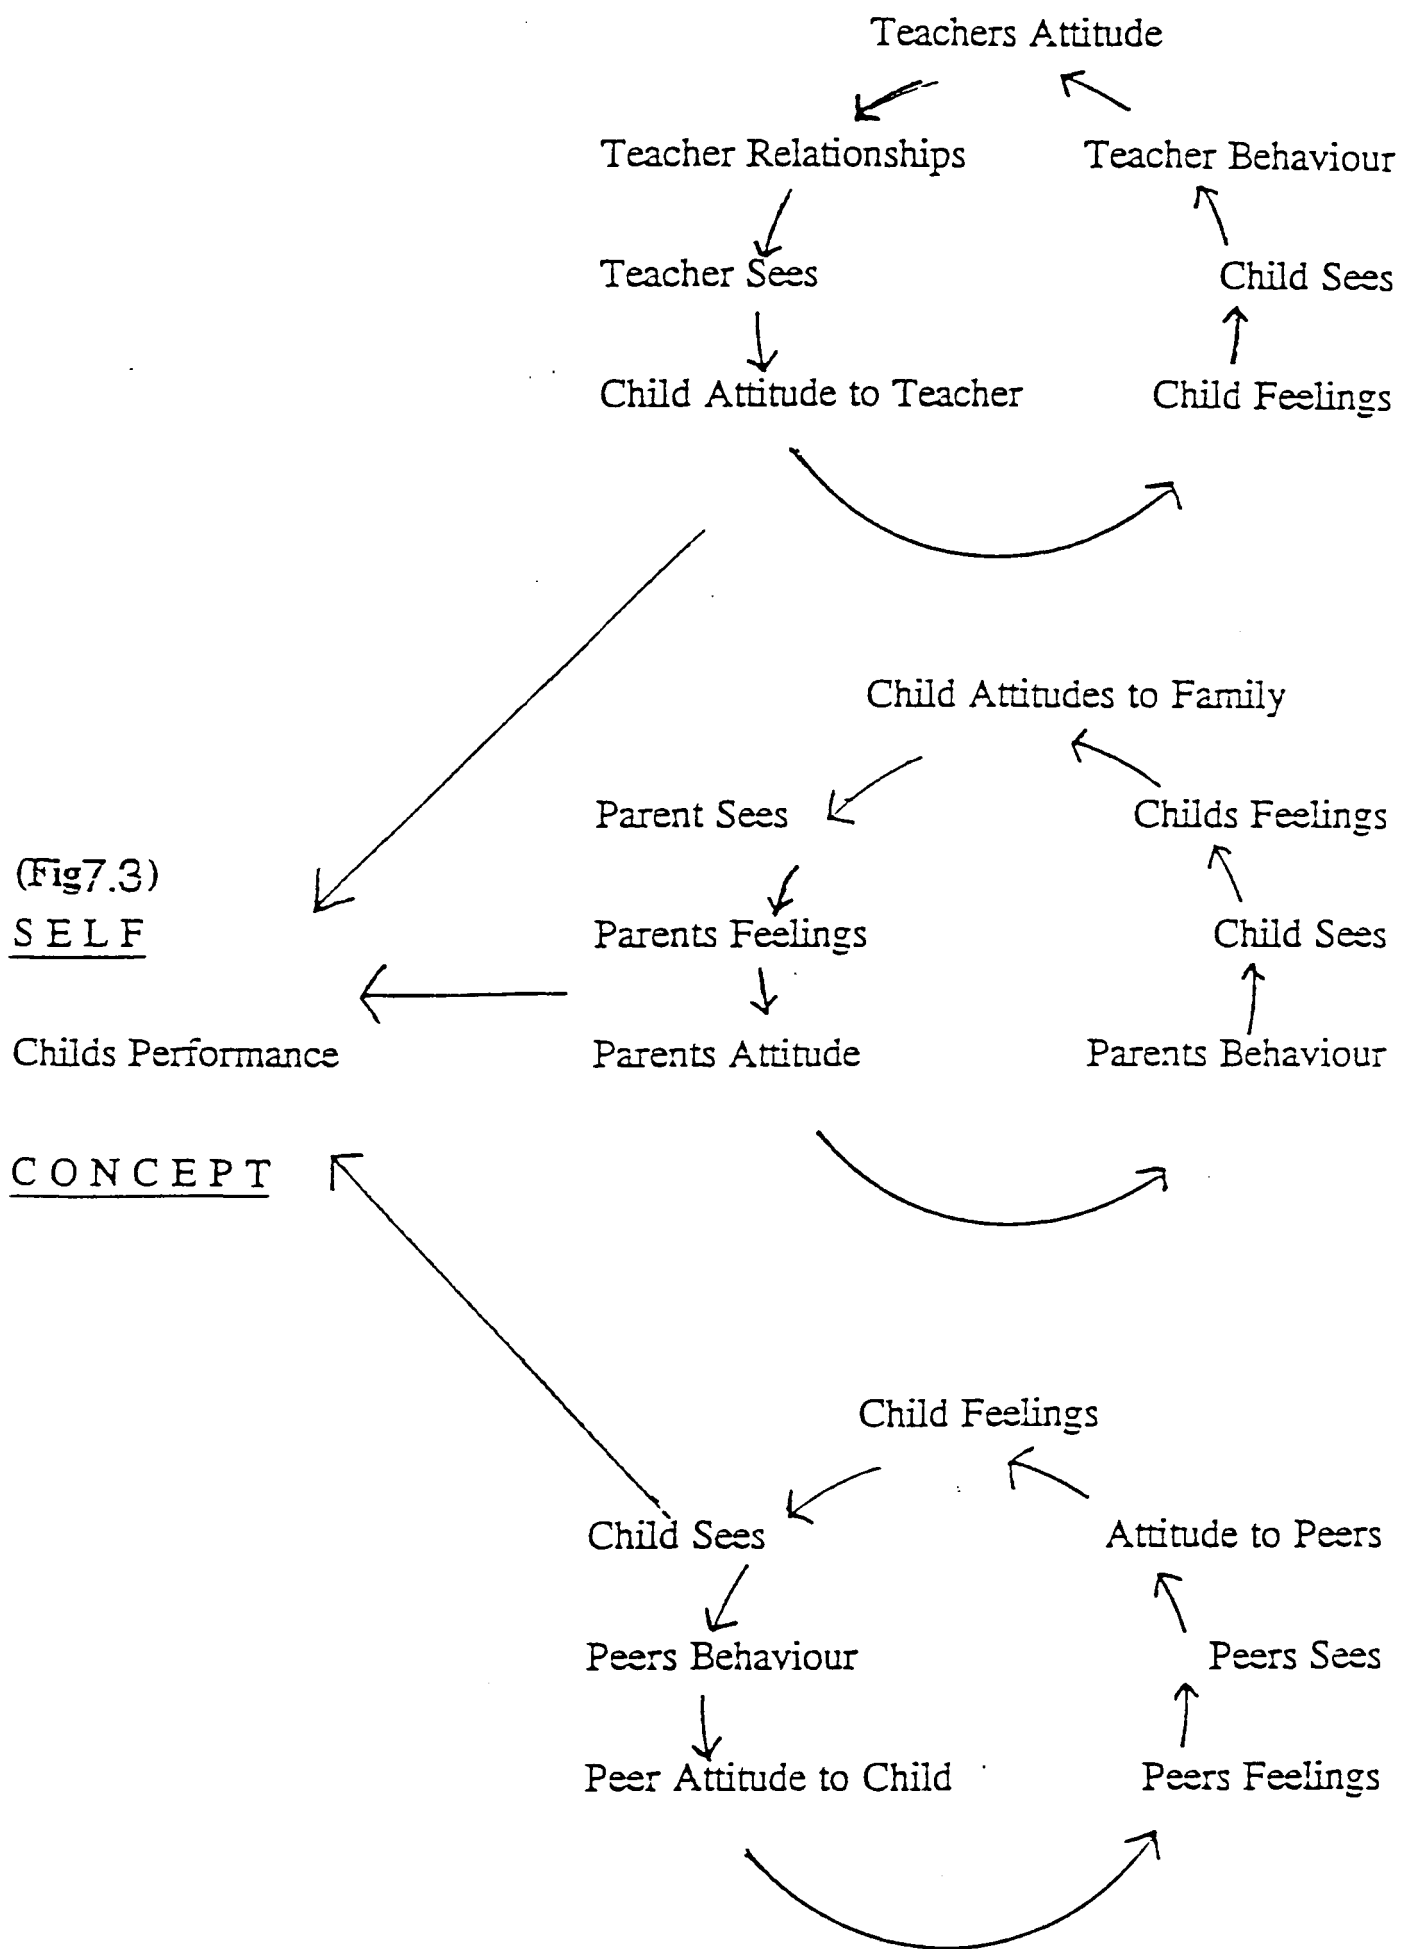 Teachers Attitude
Teacher Relationships Teacher Behaviour
Teacher Sees Child Sees
Child Attitude to Teacher Child Feelings
Child Attitudes to Family
Parent Sees Childs Feelings
(Fig7.3)
SELF Parents Feelings Child Sees
Childs Performance Parents Attitude Parents Behaviour
CONCEPT
Child Feelings
Child Sees Attitude to Peers
Peers Behaviour Peers Sees
Peer Attitude to Child Peers Feelings